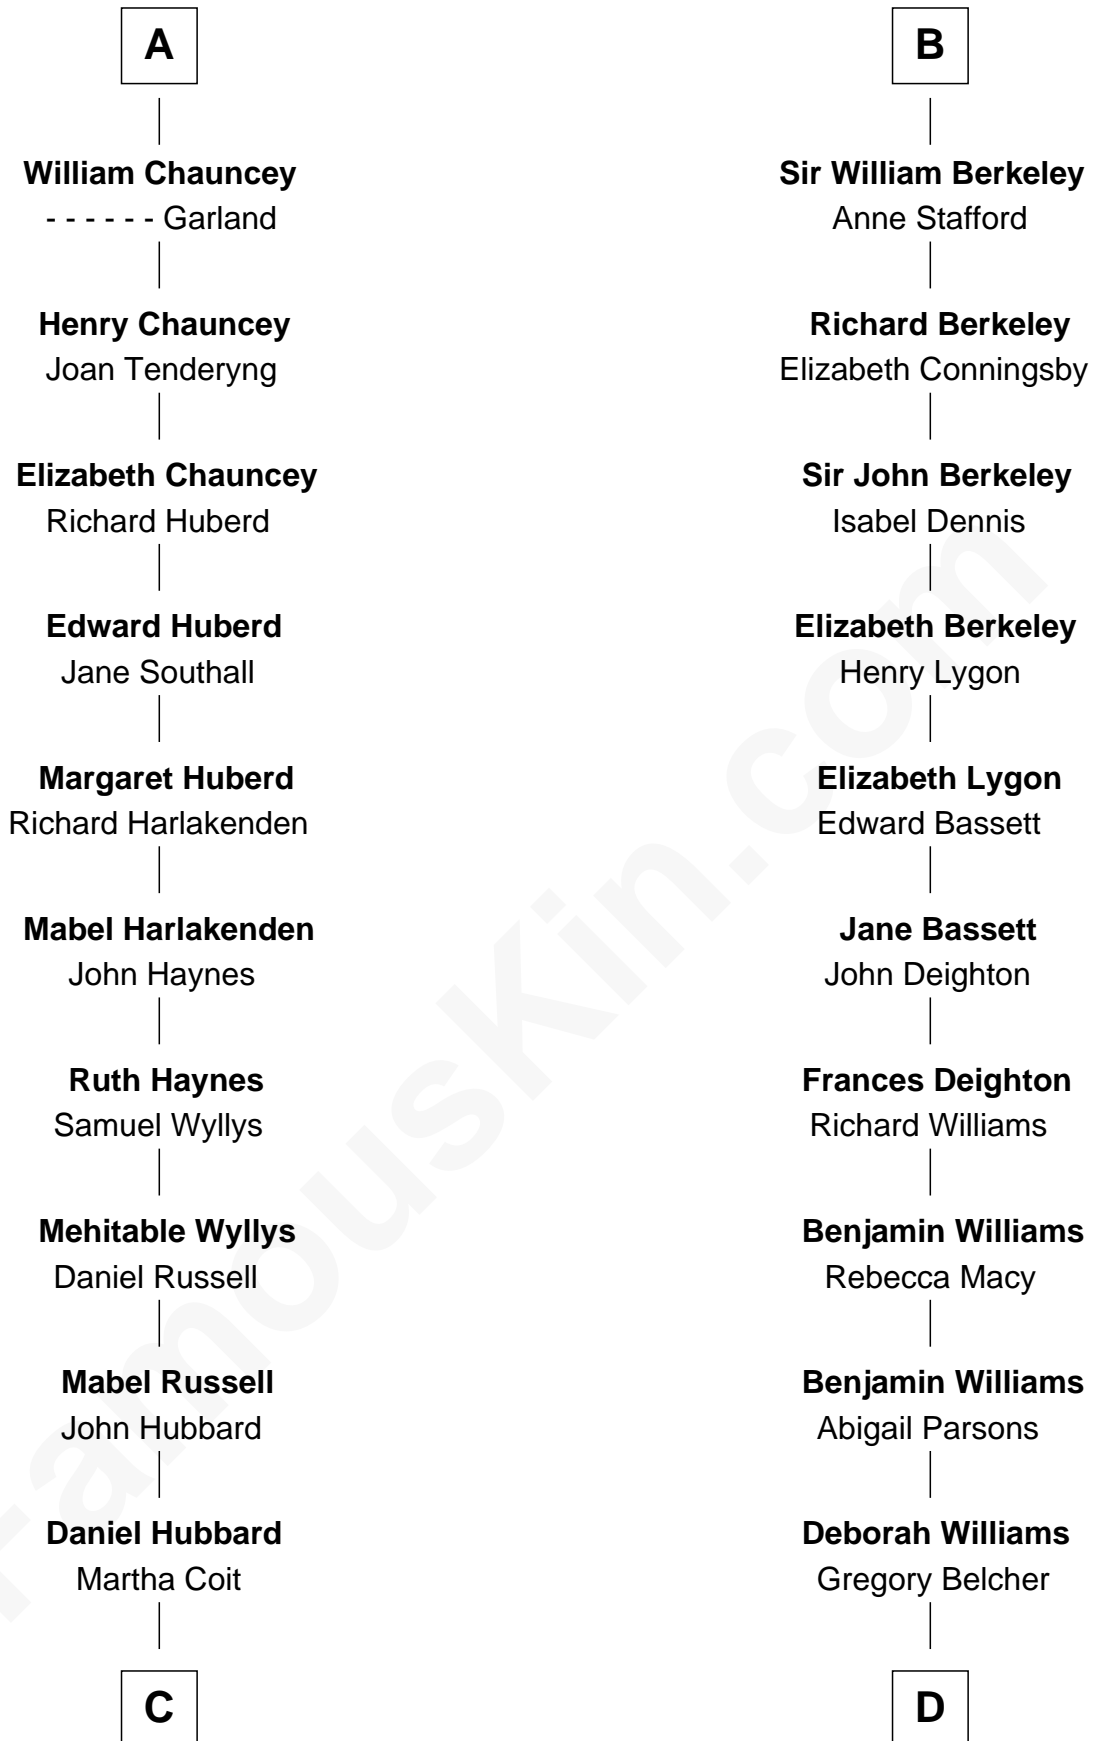 A
William Chauncey
- - - - - - Garland
Henry Chauncey
Joan Tenderyng
Elizabeth Chauncey
Richard Huberd
Edward Huberd
Jane Southall
Margaret Huberd
Richard Harlakenden
Mabel Harlakenden
John Haynes
Ruth Haynes
Samuel Wyllys
Mehitable Wyllys
Daniel Russell
Mabel Russell
John Hubbard
Daniel Hubbard
Martha Coit
C
B
Sir William Berkeley
Anne Stafford
Richard Berkeley
Elizabeth Conningsby
Sir John Berkeley
Isabel Dennis
Elizabeth Berkeley
Henry Lygon
Elizabeth Lygon
Edward Bassett
Jane Bassett
John Deighton
Frances Deighton
Richard Williams
Benjamin Williams
Rebecca Macy
Benjamin Williams
Abigail Parsons
Deborah Williams
Gregory Belcher
D
FamousKin.com